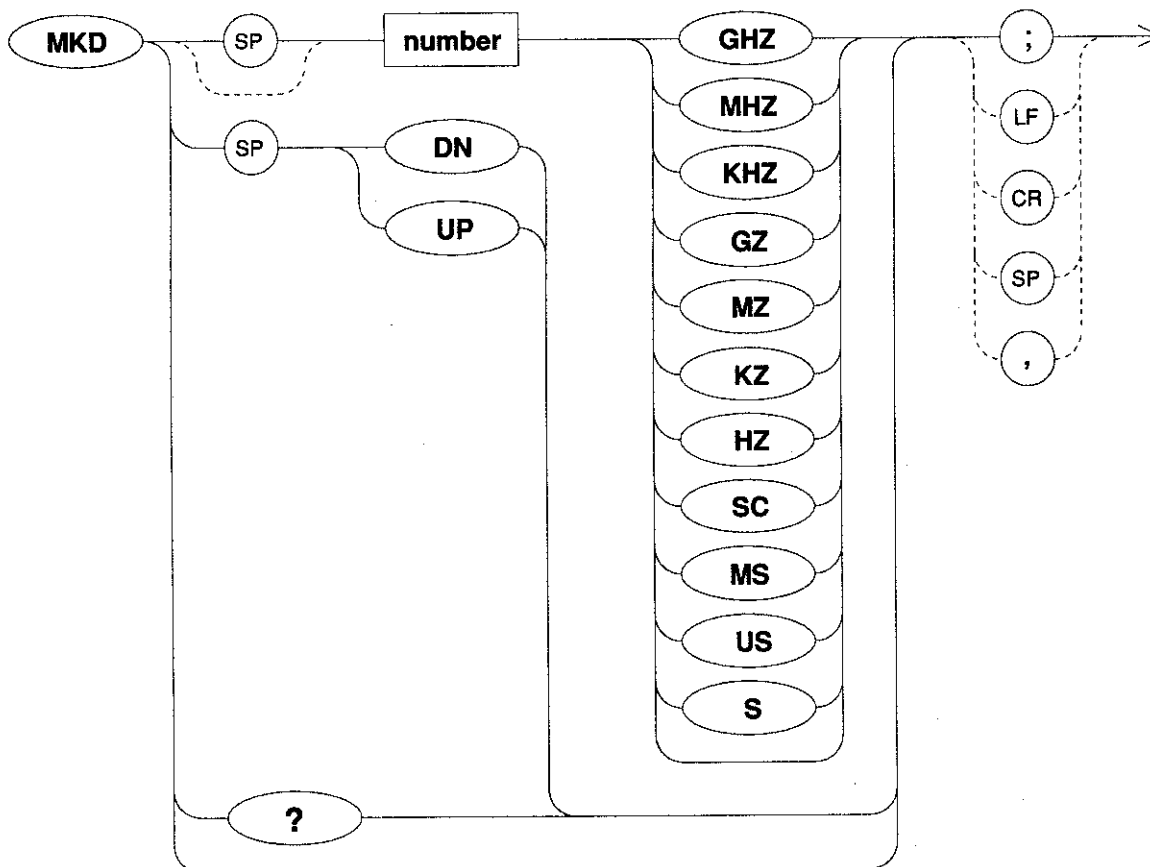 MKD SP number GHZ ;
MHZ LF
SP DN KHZ CR
UP GZ SP
MZ ,
KZ
HZ
SC
MS
US
S
?